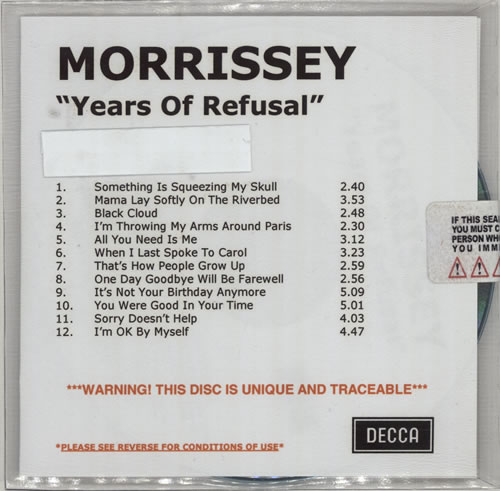 MORRISSEY
“Years Of Refusal”
1. Something Is Squeezing My Skull 2.40
2. Mama Lay Softly On The Riverbed 3.53
3. Black Cloud 2.48
4. I’m Throwing My Arms Around Paris 2.30
5. All You Need Is Me 3.12
6. When I Last Spoke To Carol 3.23
7. That’s How People Grow Up 2.59
8. One Day Goodbye Will Be Farewell 2.56
9. It’s Not Your Birthday Anymore 5.09
10. You Were Good In Your Time 5.01
11. Sorry Doesn’t Help 4.03
12. I’m OK By Myself 4.47
IF THIS SEA
YOU MUST C
PERSON WH
YOU IMM
***WARNING! THIS DISC IS UNIQUE AND TRACEABLE***
*PLEASE SEE REVERSE FOR CONDITIONS OF USE*
DECCA